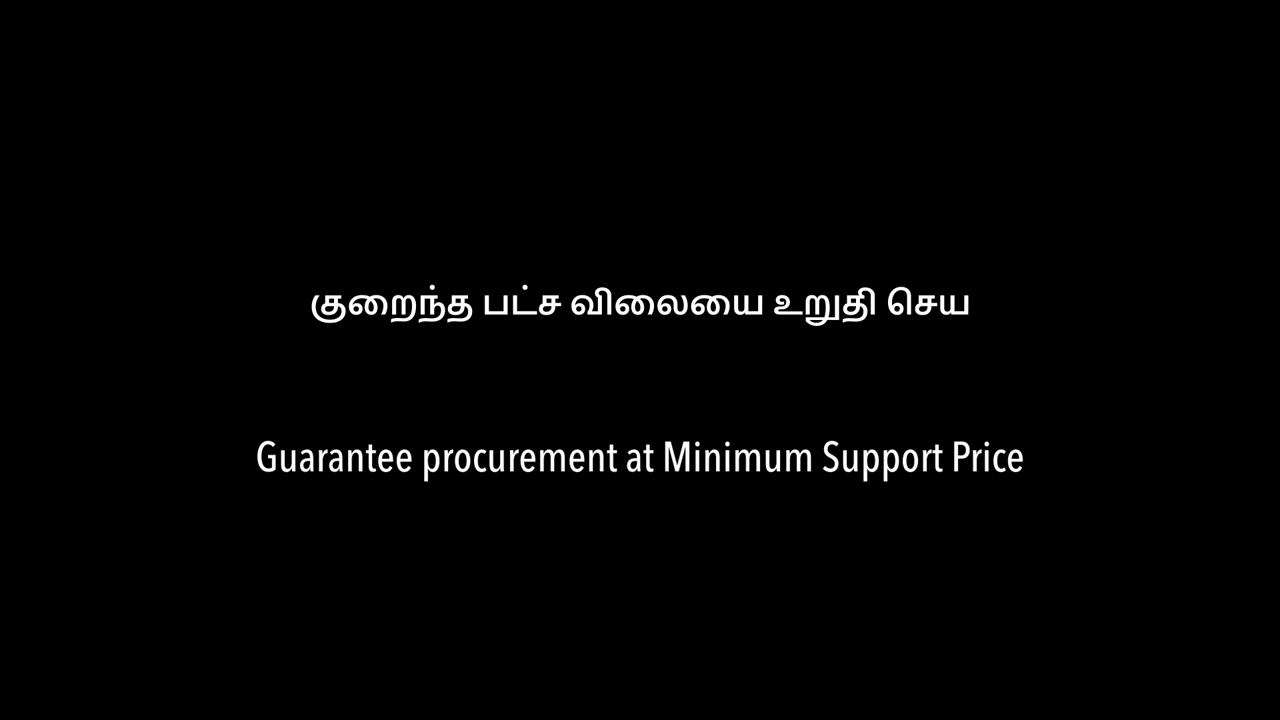 குறைந்த பட்ச விலையை உறுதி செய
Guarantee procurement at Minimum Support Price